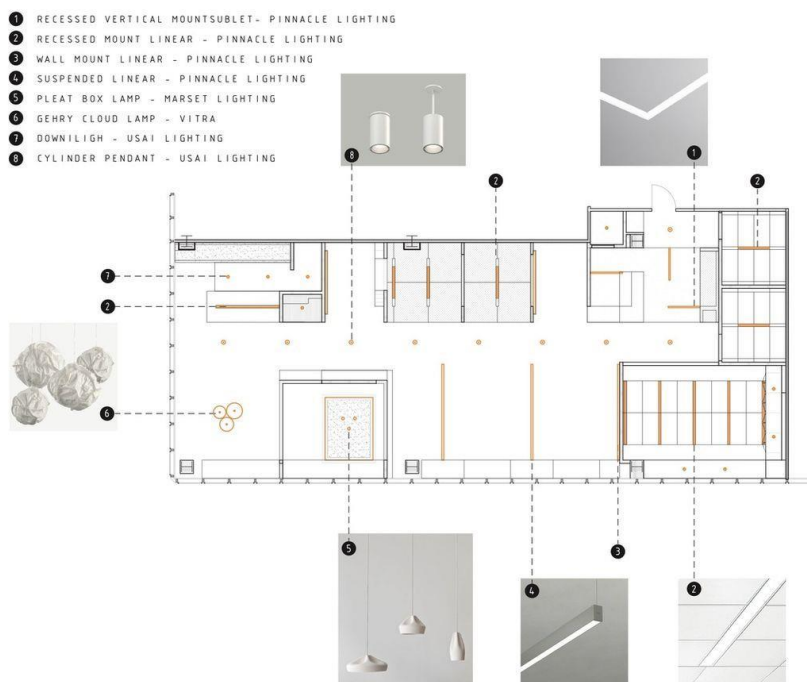 1 RECESSED VERTICAL MOUNTSUBLET- PINNACLE LIGHTING
2 RECESSED MOUNT LINEAR - PINNACLE LIGHTING
3 WALL MOUNT LINEAR - PINNACLE LIGHTING
4 SUSPENDED LINEAR - PINNACLE LIGHTING
5 PLEAT BOX LAMP - MARSET LIGHTING
6 GEHRY CLOUD LAMP - VITRA
7 DOWNILIGH - USAI LIGHTING
8 CYLINDER PENDANT - USAI LIGHTING
8
1
2
2
7
2
6
5
3
4
2